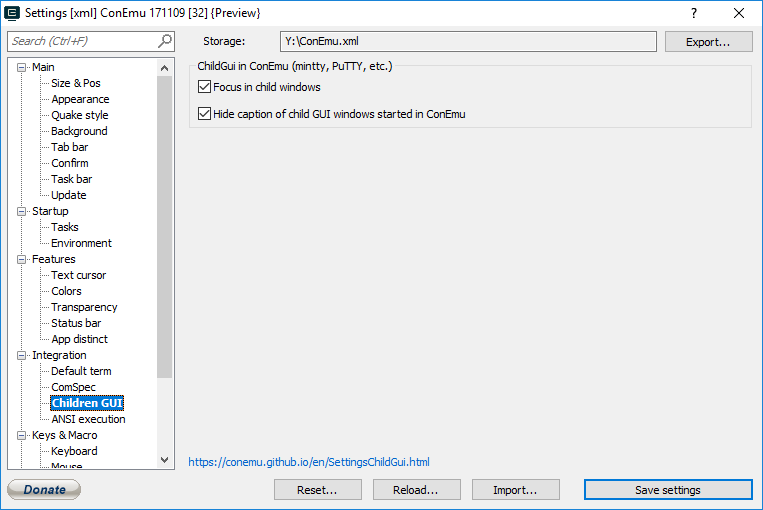 Settings [xml] ConEmu 171109 [32] {Preview}
?
Search (Ctrl+F)
Storage:
Y:\ConEmu.xml
Export...
Main
Size & Pos
Appearance
Quake style
Background
Tab bar
Confirm
Task bar
Update
Startup
Tasks
Environment
Features
Text cursor
Colors
Transparency
Status bar
App distinct
Integration
Default term
ComSpec
Children GUI
ANSI execution
Keys & Macro
Keyboard
Mouse
ChildGui in ConEmu (mintty, PuTTY, etc.)
Focus in child windows
Hide caption of child GUI windows started in ConEmu
https://conemu.github.io/en/SettingsChildGui.html
Donate
Reset...
Reload...
Import...
Save settings